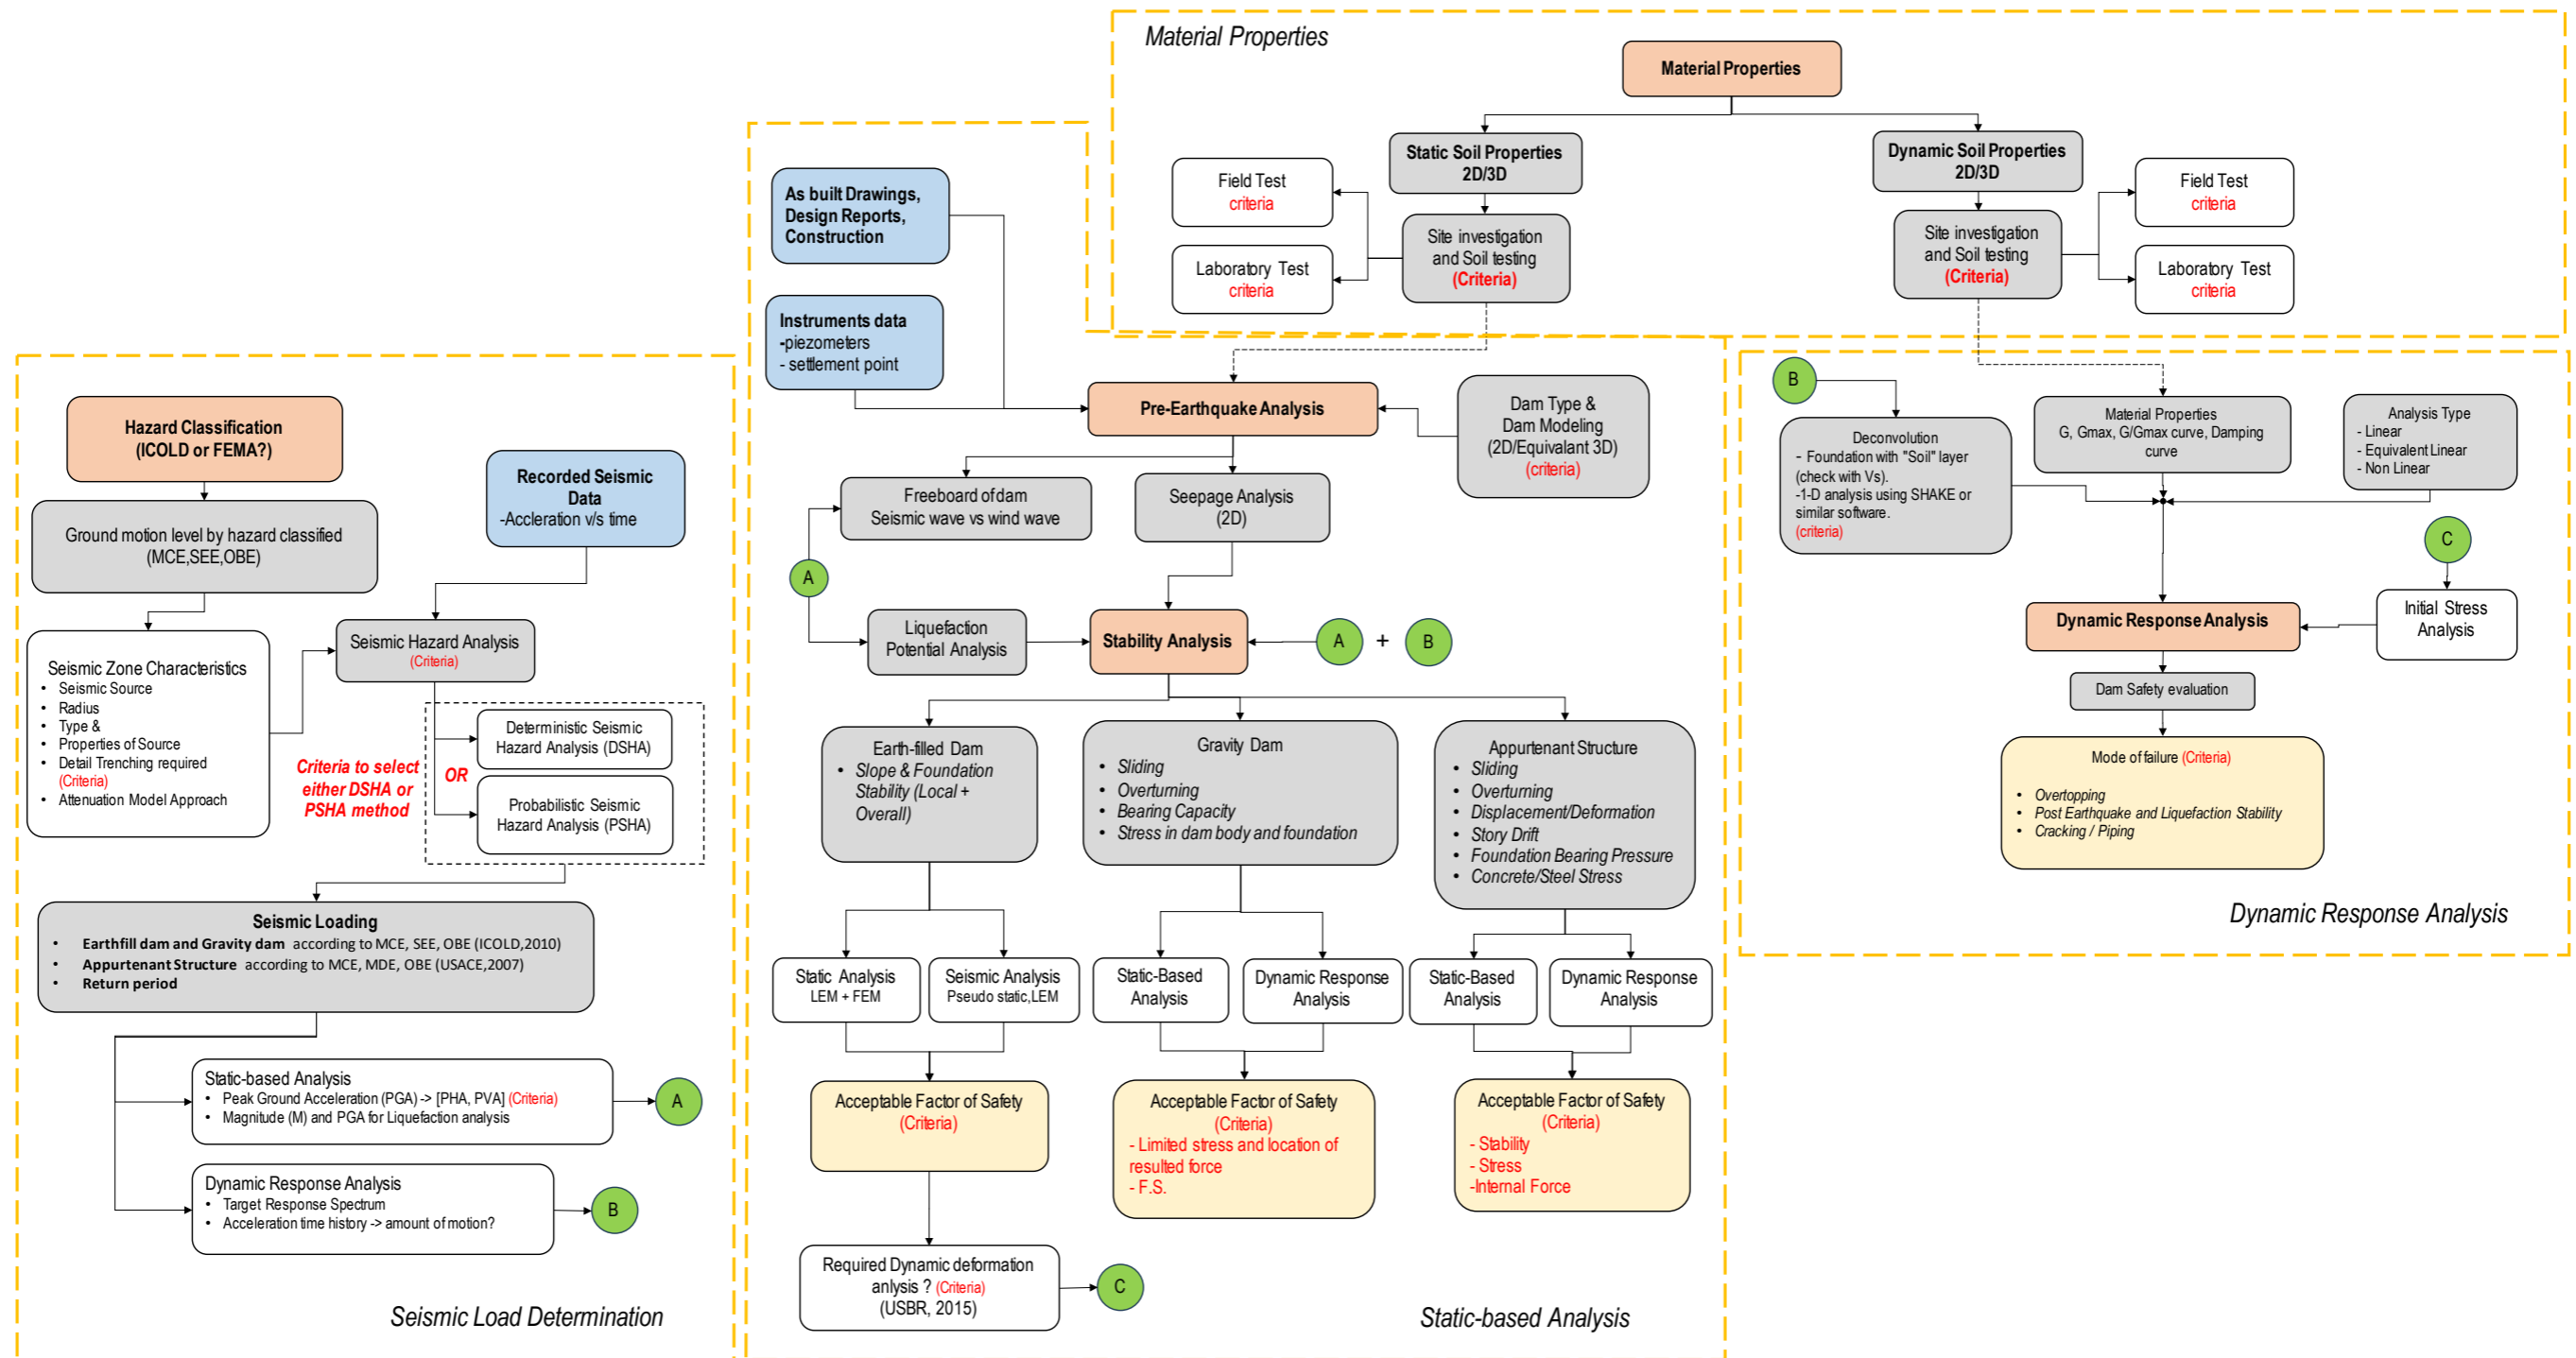 Material Properties
Material Properties
Static Soil Properties
2D/3D
Dynamic Soil Properties
2D/3D
Field Test
criteria
Laboratory Test
criteria
Site investigation
and Soil testing
(Criteria)
Site investigation
and Soil testing
(Criteria)
Field Test
criteria
Laboratory Test
criteria
Hazard Classification
(ICOLD or FEMA?)
Ground motion level by hazard classified
(MCE,SEE,OBE)
Recorded Seismic
Data
-Accleration v/s time
Seismic Zone Characteristics
• Seismic Source
• Radius
• Type &
• Properties of Source
• Detail Trenching required
(Criteria)
• Attenuation Model Approach
Seismic Hazard Analysis
(Criteria)
Criteria to select
either DSHA or
PSHA method
Deterministic Seismic
Hazard Analysis (DSHA)
OR
Probabilistic Seismic
Hazard Analysis (PSHA)
Seismic Loading
• Earthfill dam and Gravity dam according to MCE, SEE, OBE (ICOLD,2010)
• Appurtenant Structure according to MCE, MDE, OBE (USACE,2007)
• Return period
Static-based Analysis
• Peak Ground Acceleration (PGA) -> [PHA, PVA] (Criteria)
• Magnitude (M) and PGA for Liquefaction analysis
A
Dynamic Response Analysis
• Target Response Spectrum
• Acceleration time history -> amount of motion?
B
Seismic Load Determination
As built Drawings,
Design Reports,
Construction
Instruments data
-piezometers
- settlement point
Pre-Earthquake Analysis
Dam Type &
Dam Modeling
(2D/Equivalant 3D)
(criteria)
Freeboard of dam
Seismic wave vs wind wave
Seepage Analysis
(2D)
A
Liquefaction
Potential Analysis
Stability Analysis
A
+
B
Earth-filled Dam
• Slope & Foundation
Stability (Local +
Overall)
Gravity Dam
• Sliding
• Overturning
• Bearing Capacity
• Stress in dam body and foundation
Appurtenant Structure
• Sliding
• Overturning
• Displacement/Deformation
• Story Drift
• Foundation Bearing Pressure
• Concrete/Steel Stress
Static Analysis
LEM + FEM
Seismic Analysis
Pseudo static,LEM
Static-Based
Analysis
Dynamic Response
Analysis
Static-Based
Analysis
Dynamic Response
Analysis
Acceptable Factor of Safety
(Criteria)
Acceptable Factor of Safety
(Criteria)
- Limited stress and location of
resulted force
- F.S.
Acceptable Factor of Safety
(Criteria)
- Stability
- Stress
-Internal Force
Required Dynamic deformation
anlysis ? (Criteria)
(USBR, 2015)
C
Static-based Analysis
B
Deconvolution
- Foundation with "Soil" layer
(check with Vs).
-1-D analysis using SHAKE or
similar software.
(criteria)
Material Properties
G, Gmax, G/Gmax curve, Damping
curve
Analysis Type
- Linear
- Equivalent Linear
- Non Linear
C
Initial Stress
Analysis
Dynamic Response Analysis
Dam Safety evaluation
Mode of failure (Criteria)
• Overtopping
• Post Earthquake and Liquefaction Stability
• Cracking / Piping
Dynamic Response Analysis